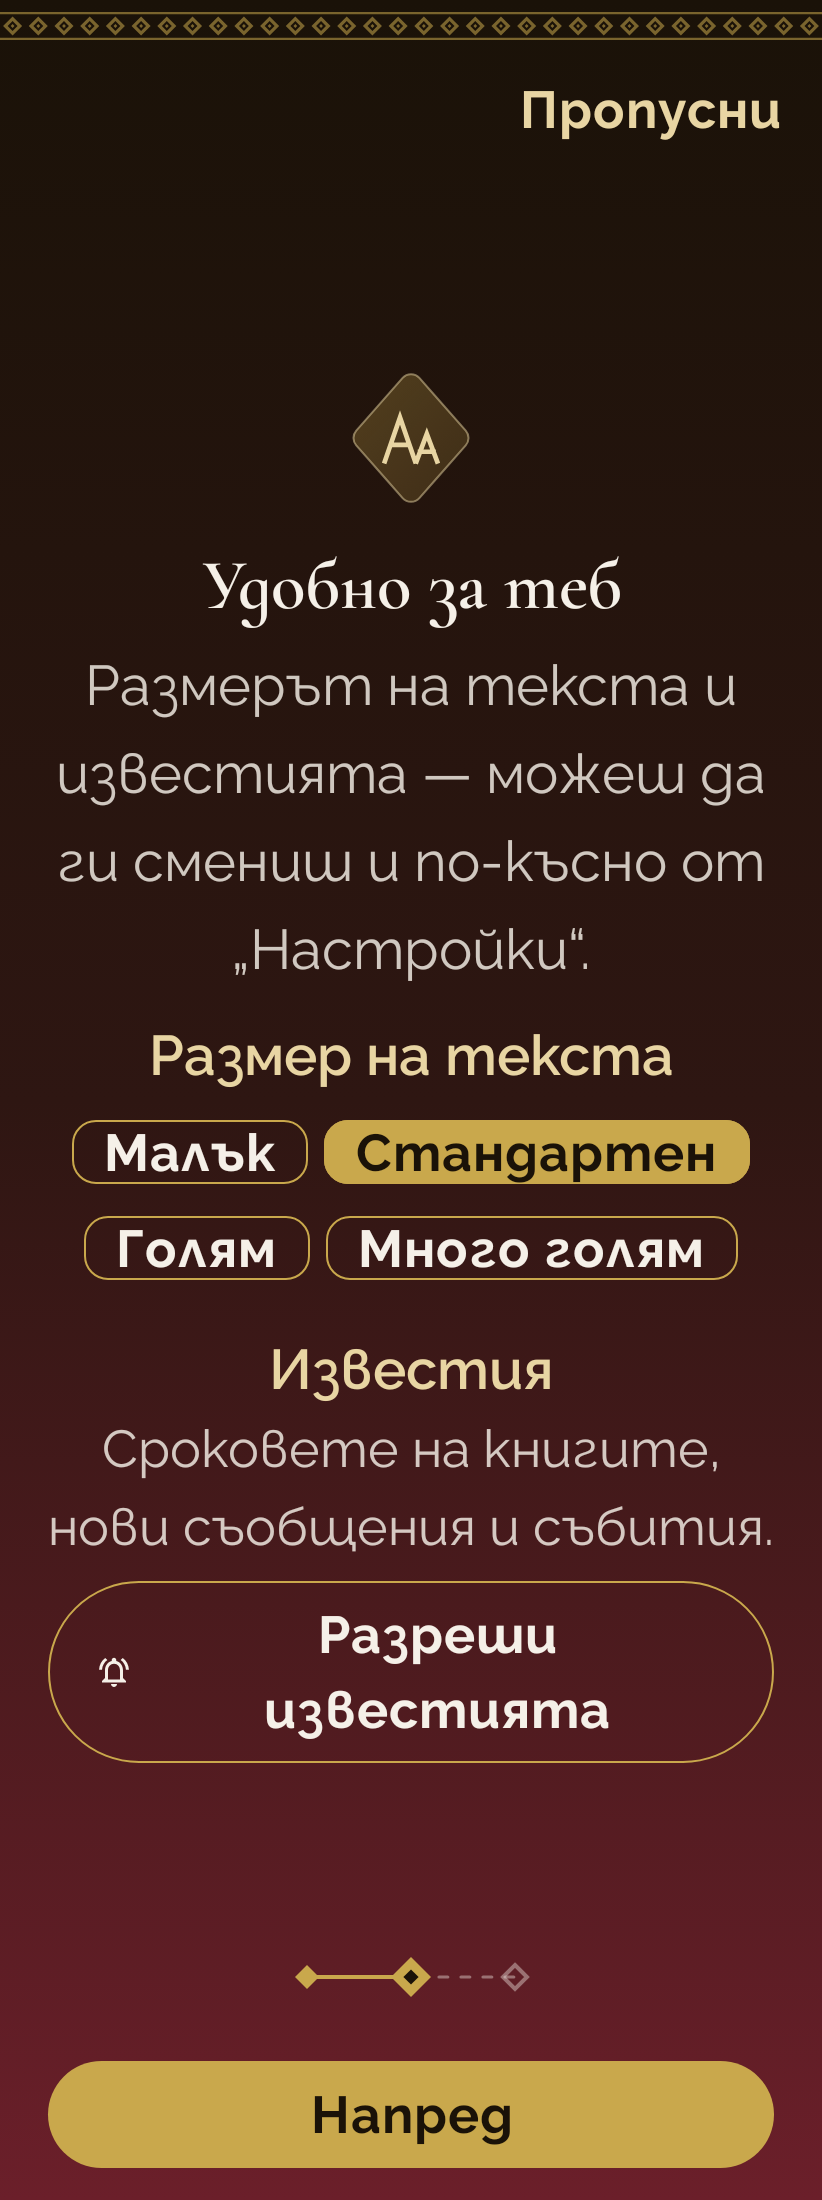 Пропусни
AA
Удобно за теб
Размерът на текста и
известията — можеш да
ги смениш и по-късно от
„Настройки“.
Размер на текста
Малък
Стандартен
Голям
Много голям
Известия
Сроковете на книгите,
нови съобщения и събития.
Разреши
известията
Напред